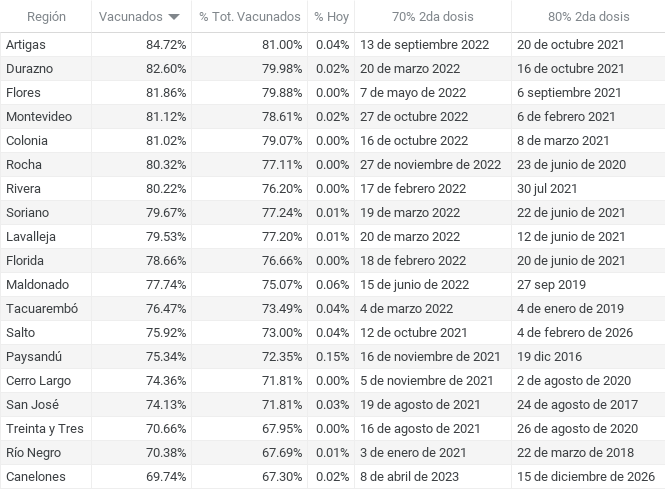 Región Vacunados % Tot. Vacunados % Hoy 70% 2da dosis 80% 2da dosis
Artigas 84.72% 81.00% 0.04% 13 de septiembre 2022 20 de octubre 2021
Durazno 82.60% 79.98% 0.02% 20 de marzo 2022 16 de octubre 2021
Flores 81.86% 79.88% 0.00% 7 de mayo de 2022 6 septiembre 2021
Montevideo 81.12% 78.61% 0.02% 27 de octubre 2022 6 de febrero 2021
Colonia 81.02% 79.07% 0.00% 16 de octubre 2022 8 de marzo 2021
Rocha 80.32% 77.11% 0.00% 27 de noviembre de 2022 23 de junio de 2020
Rivera 80.22% 76.20% 0.00% 17 de febrero 2022 30 jul 2021
Soriano 79.67% 77.24% 0.01% 19 de marzo 2022 22 de junio de 2021
Lavalleja 79.53% 77.20% 0.01% 20 de marzo 2022 12 de junio de 2021
Florida 78.66% 76.66% 0.00% 18 de febrero 2022 20 de junio de 2021
Maldonado 77.74% 75.07% 0.06% 15 de junio de 2022 27 sep 2019
Tacuarembó 76.47% 73.49% 0.04% 4 de marzo 2022 4 de enero de 2019
Salto 75.92% 73.00% 0.04% 12 de octubre 2021 4 de febrero de 2026
Paysandú 75.34% 72.35% 0.15% 16 de noviembre de 2021 19 dic 2016
Cerro Largo 74.36% 71.81% 0.00% 5 de noviembre de 2021 2 de agosto de 2020
San José 74.13% 71.81% 0.03% 19 de agosto de 2021 24 de agosto de 2017
Treinta y Tres 70.66% 67.95% 0.00% 16 de agosto de 2021 26 de agosto de 2020
Río Negro 70.38% 67.69% 0.01% 3 de enero de 2021 22 de marzo de 2018
Canelones 69.74% 67.30% 0.02% 8 de abril de 2023 15 de diciembre de 2026